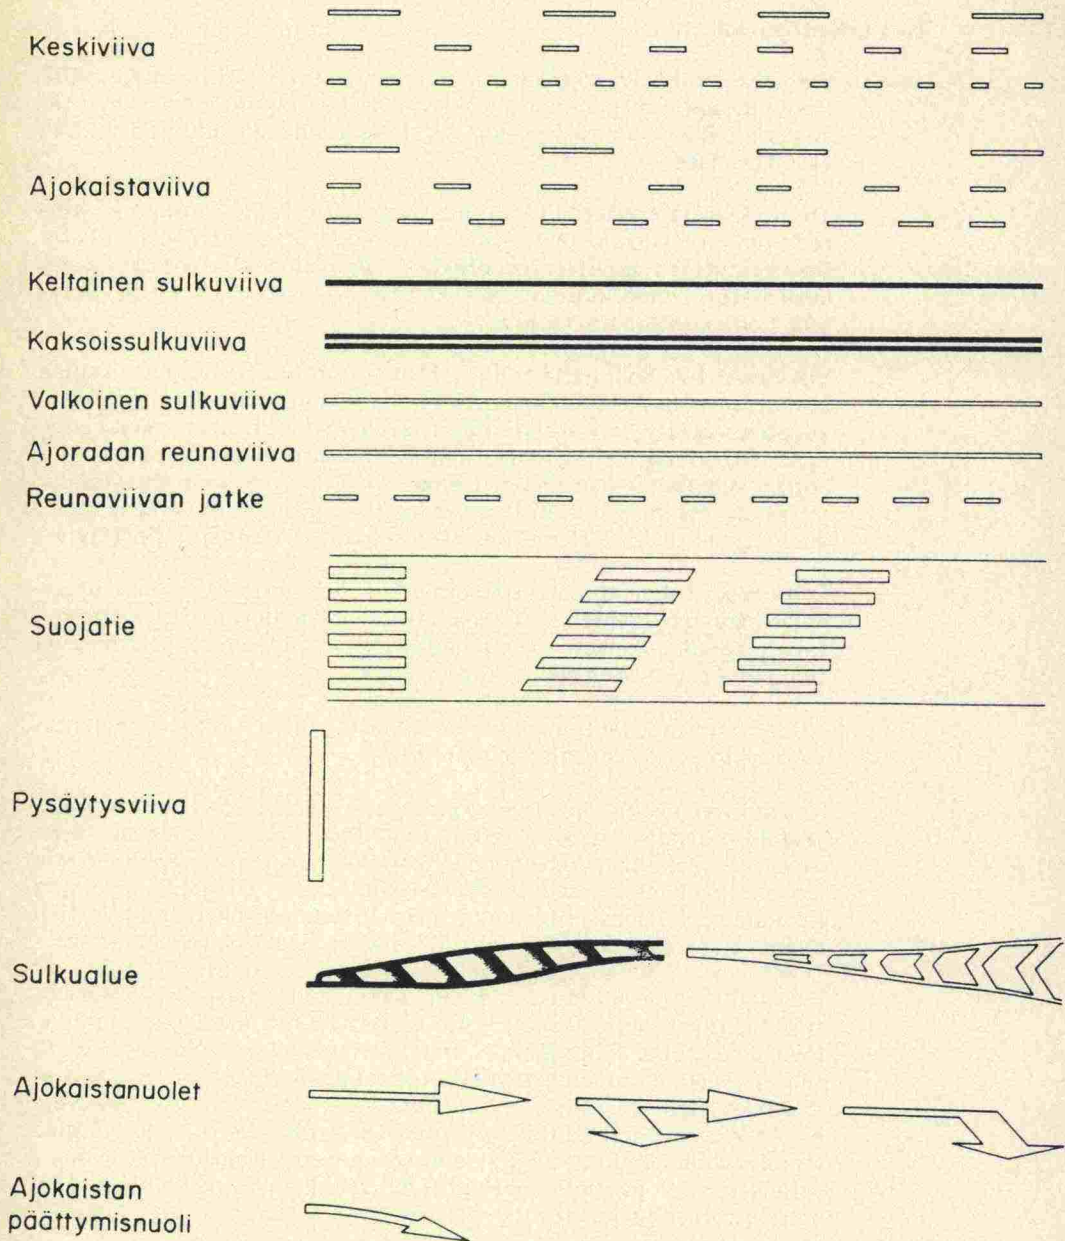 Keskiviiva
Ajokaistaviiva
Keltainen sulkuviiva
Kaksoissulkuviiva
Valkoinen sulkuviiva
Ajoradan reunaviiva
Reunaviivan jatke
Suojatie
Pysäytysviiva
Sulkualue
Ajokaistanuolet
Ajokaistan
päättymisnuoli